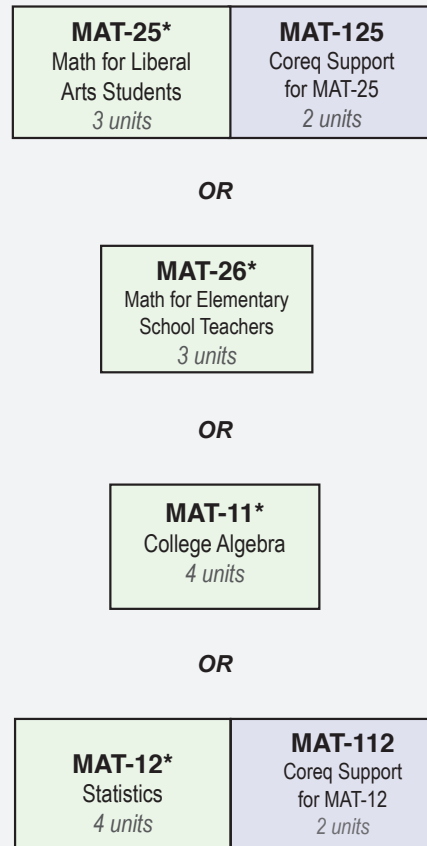 MAT-25*
Math for Liberal
Arts Students
3 units
MAT-125
Coreq Support
for MAT-25
2 units
OR
MAT-26*
Math for Elementary
School Teachers
3 units
OR
MAT-11*
College Algebra
4 units
OR
MAT-12*
Statistics
4 units
MAT-112
Coreq Support
for MAT-12
2 units